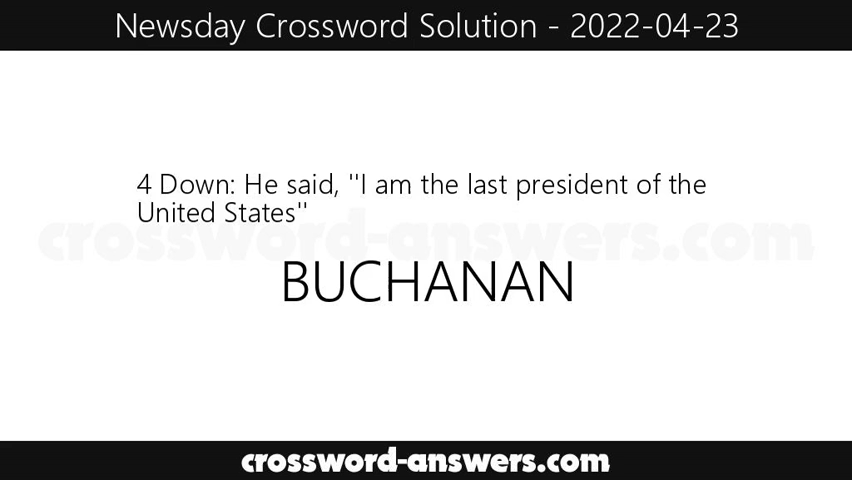 Newsday Crossword Solution - 2022-04-23
4 Down: He said, "I am the last president of the
United States"
crossword-answers.com
BUCHANAN
crossword-answers.com